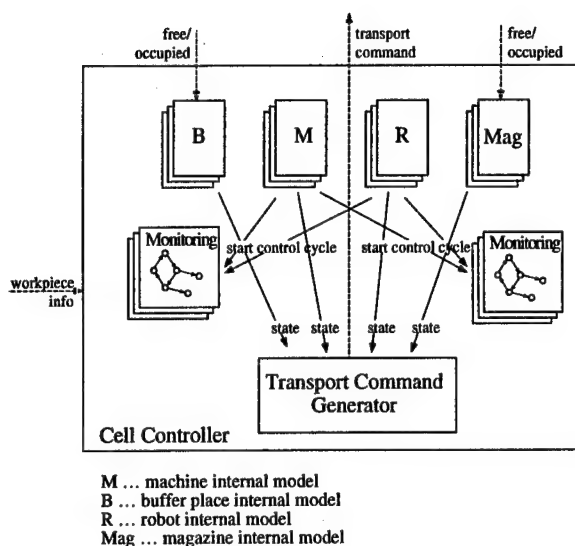 free/
occupied
transport
command
free/
occupied
B
M
R
Mag
Monitoring
start control cycle
start control cycle
Monitoring
workpiece
info
state
state
state
state
Transport Command
Generator
Cell Controller
M ... machine internal model
B ... buffer place internal model
R ... robot internal model
Mag ... magazine internal model